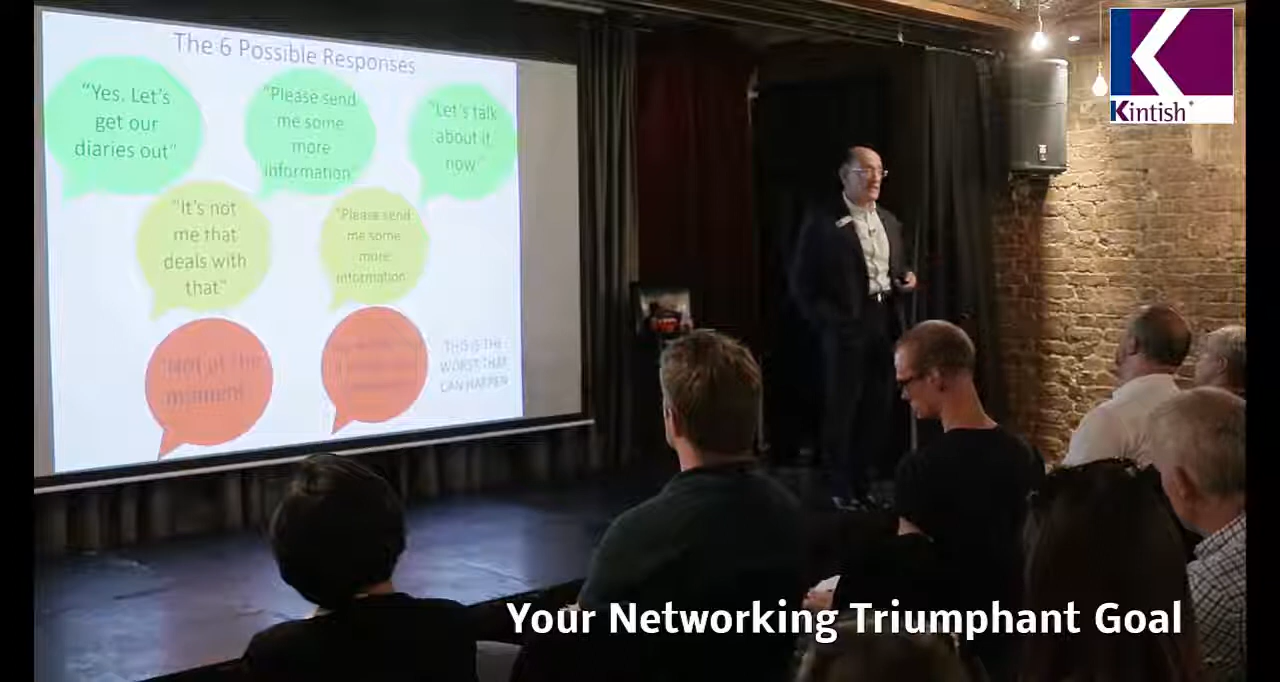 The 6 Possible Responses
"Yes. Let's
get our
diaries out"
"Please send
me some
more
information"
"Let's talk
about it
now"
"It's not
me that
deals with
that"
"Please send
me some
more
information"
"Not at the
moment"
THIS IS THE
WORST THAT
CAN HAPPEN
Kintish
Your Networking Triumphant Goal